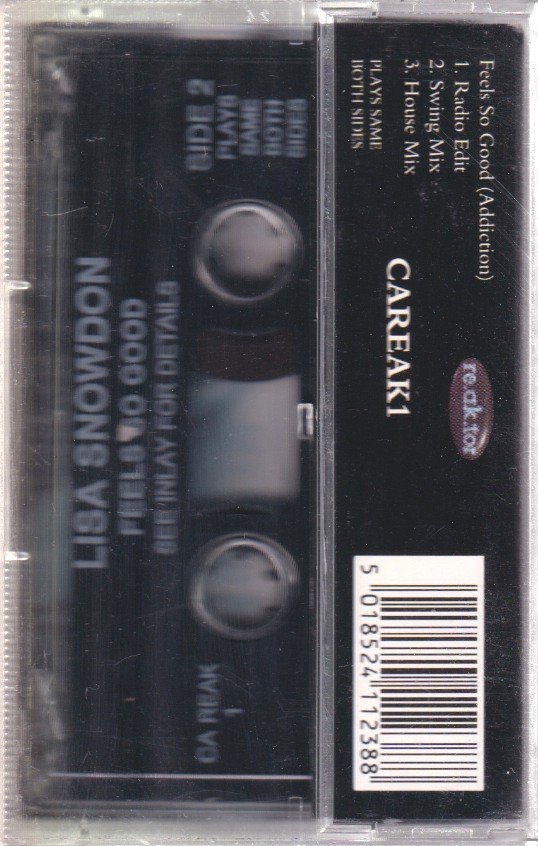 Feels So Good (Addiction)
1. Radio Edit
2. Swing Mix
3. House Mix
PLAYS SAME
BOTH SIDES
CAREAK1
re.ak.tor
5 018524 112388
SIDE 2
PLAYS
SAME
BOTH
SIDES
LISA SNOWDON
FEELS SO GOOD
SEE INLAY FOR DETAILS
CA REAK
1